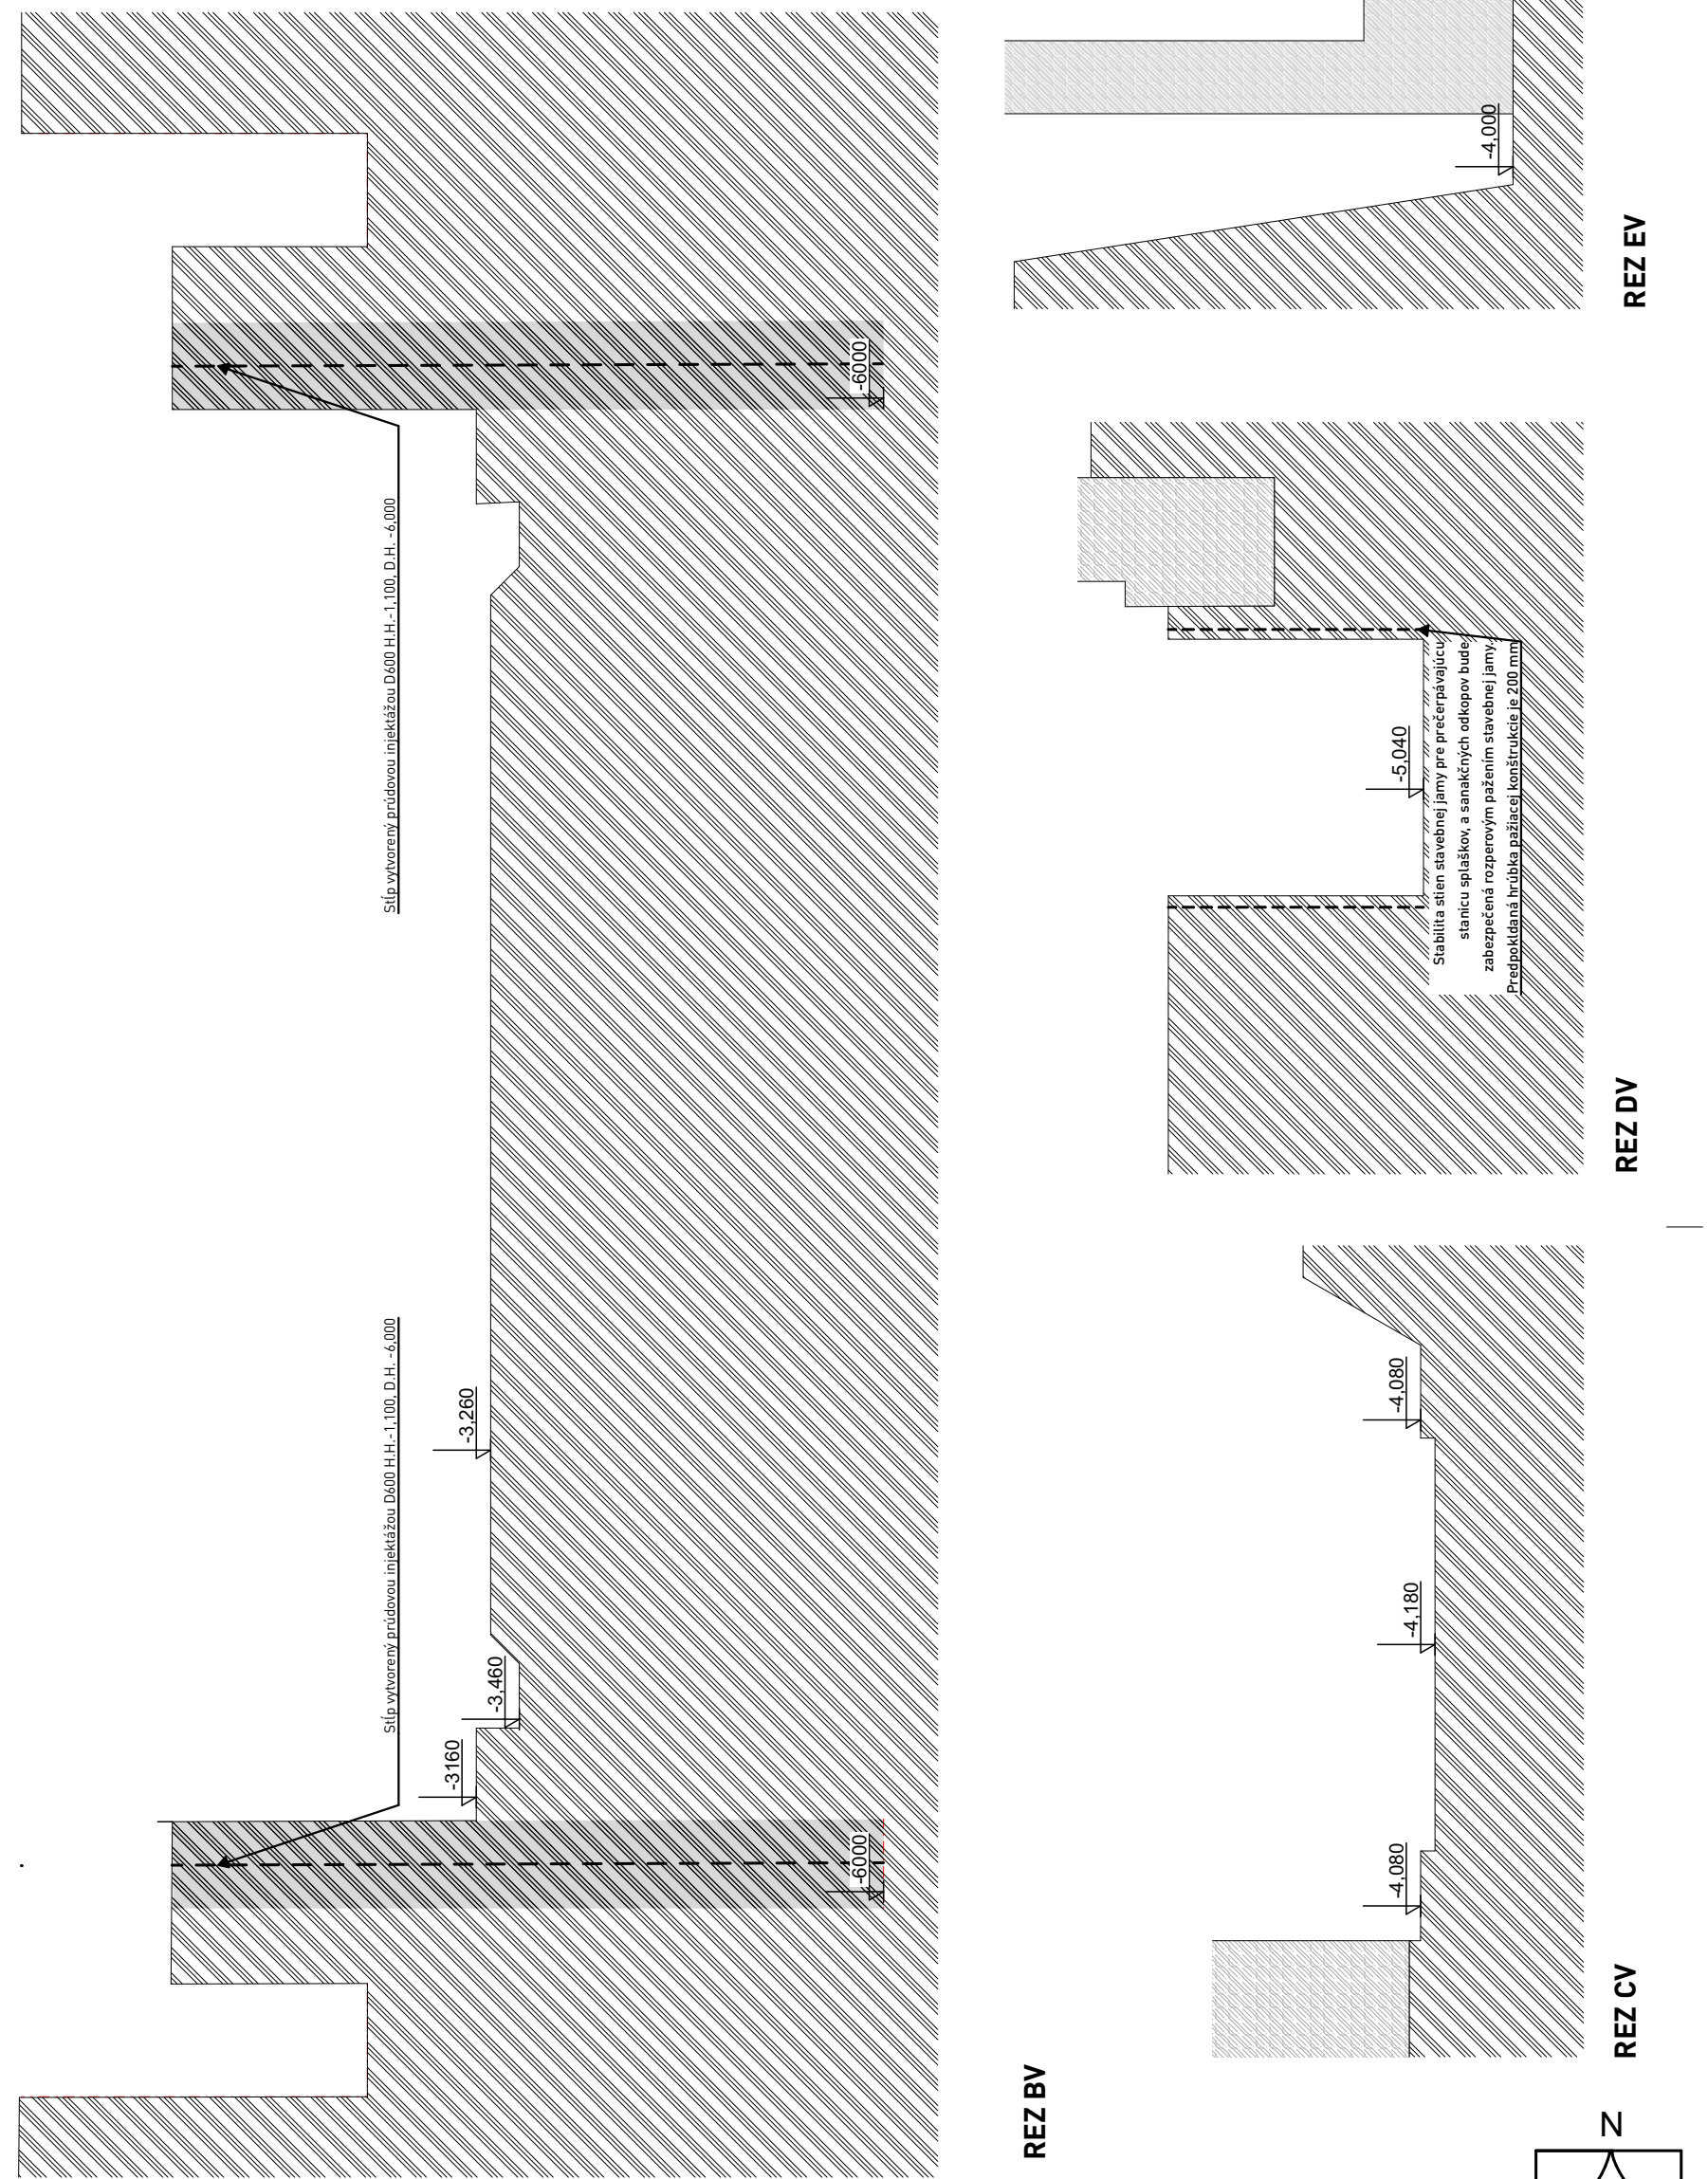 Stĺp vytvorený prúdovou injektážou D600 H.H.-1,100, D.H. -6,000
Stĺp vytvorený prúdovou injektážou D600 H.H.-1,100, D.H. -6,000
-3160
-3,460
-3,260
-6000
-6000
REZ BV
-4,080
-4,180
-4,080
REZ CV
-5,040
Stabilita stien stavebnej jamy pre prečerpávajúcu
stanicu splaškov, a sanakčných odkopov bude
zabezpečená rozperovým pažením stavebnej jamy.
Predpokldaná hrúbka pažiacej konštrukcie je 200 mm
REZ DV
-4,000
REZ EV
N